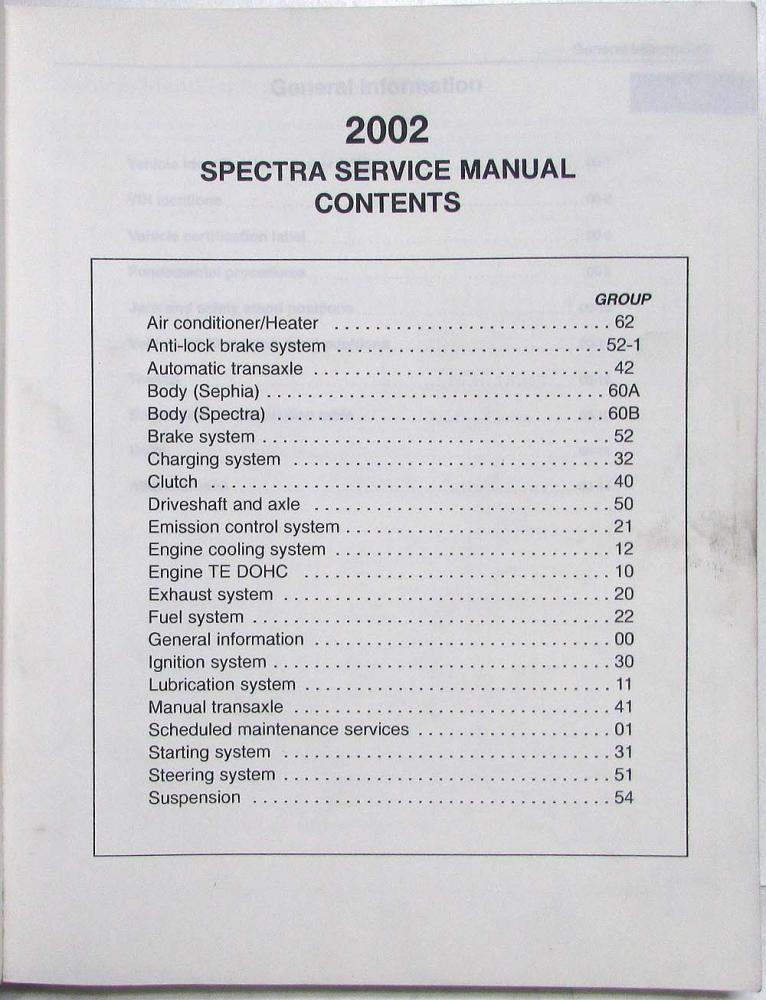 2002
SPECTRA SERVICE MANUAL
CONTENTS
GROUP
Air conditioner/Heater . . . . . . . . . . . . . . . . . . . . . . . . . . . 62
Anti-lock brake system . . . . . . . . . . . . . . . . . . . . . . . . . . 52-1
Automatic transaxle . . . . . . . . . . . . . . . . . . . . . . . . . . . . . 42
Body (Sephia) . . . . . . . . . . . . . . . . . . . . . . . . . . . . . . . . . 60A
Body (Spectra) . . . . . . . . . . . . . . . . . . . . . . . . . . . . . . . . 60B
Brake system . . . . . . . . . . . . . . . . . . . . . . . . . . . . . . . . . . 52
Charging system . . . . . . . . . . . . . . . . . . . . . . . . . . . . . . . 32
Clutch . . . . . . . . . . . . . . . . . . . . . . . . . . . . . . . . . . . . . . . 40
Driveshaft and axle . . . . . . . . . . . . . . . . . . . . . . . . . . . . . 50
Emission control system . . . . . . . . . . . . . . . . . . . . . . . . . . 21
Engine cooling system . . . . . . . . . . . . . . . . . . . . . . . . . . . 12
Engine TE DOHC . . . . . . . . . . . . . . . . . . . . . . . . . . . . . . 10
Exhaust system . . . . . . . . . . . . . . . . . . . . . . . . . . . . . . . . 20
Fuel system . . . . . . . . . . . . . . . . . . . . . . . . . . . . . . . . . . . 22
General information . . . . . . . . . . . . . . . . . . . . . . . . . . . . . 00
Ignition system . . . . . . . . . . . . . . . . . . . . . . . . . . . . . . . . . 30
Lubrication system . . . . . . . . . . . . . . . . . . . . . . . . . . . . . . 11
Manual transaxle . . . . . . . . . . . . . . . . . . . . . . . . . . . . . . . 41
Scheduled maintenance services . . . . . . . . . . . . . . . . . . . 01
Starting system . . . . . . . . . . . . . . . . . . . . . . . . . . . . . . . . 31
Steering system . . . . . . . . . . . . . . . . . . . . . . . . . . . . . . . . 51
Suspension . . . . . . . . . . . . . . . . . . . . . . . . . . . . . . . . . . . 54